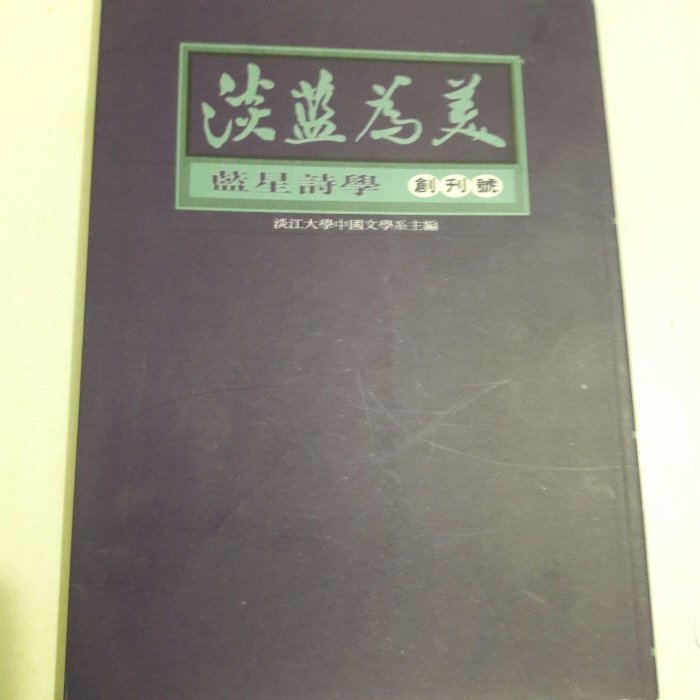 淡藍為美
藍星詩學 創刊號
淡江大學中國文學系主編